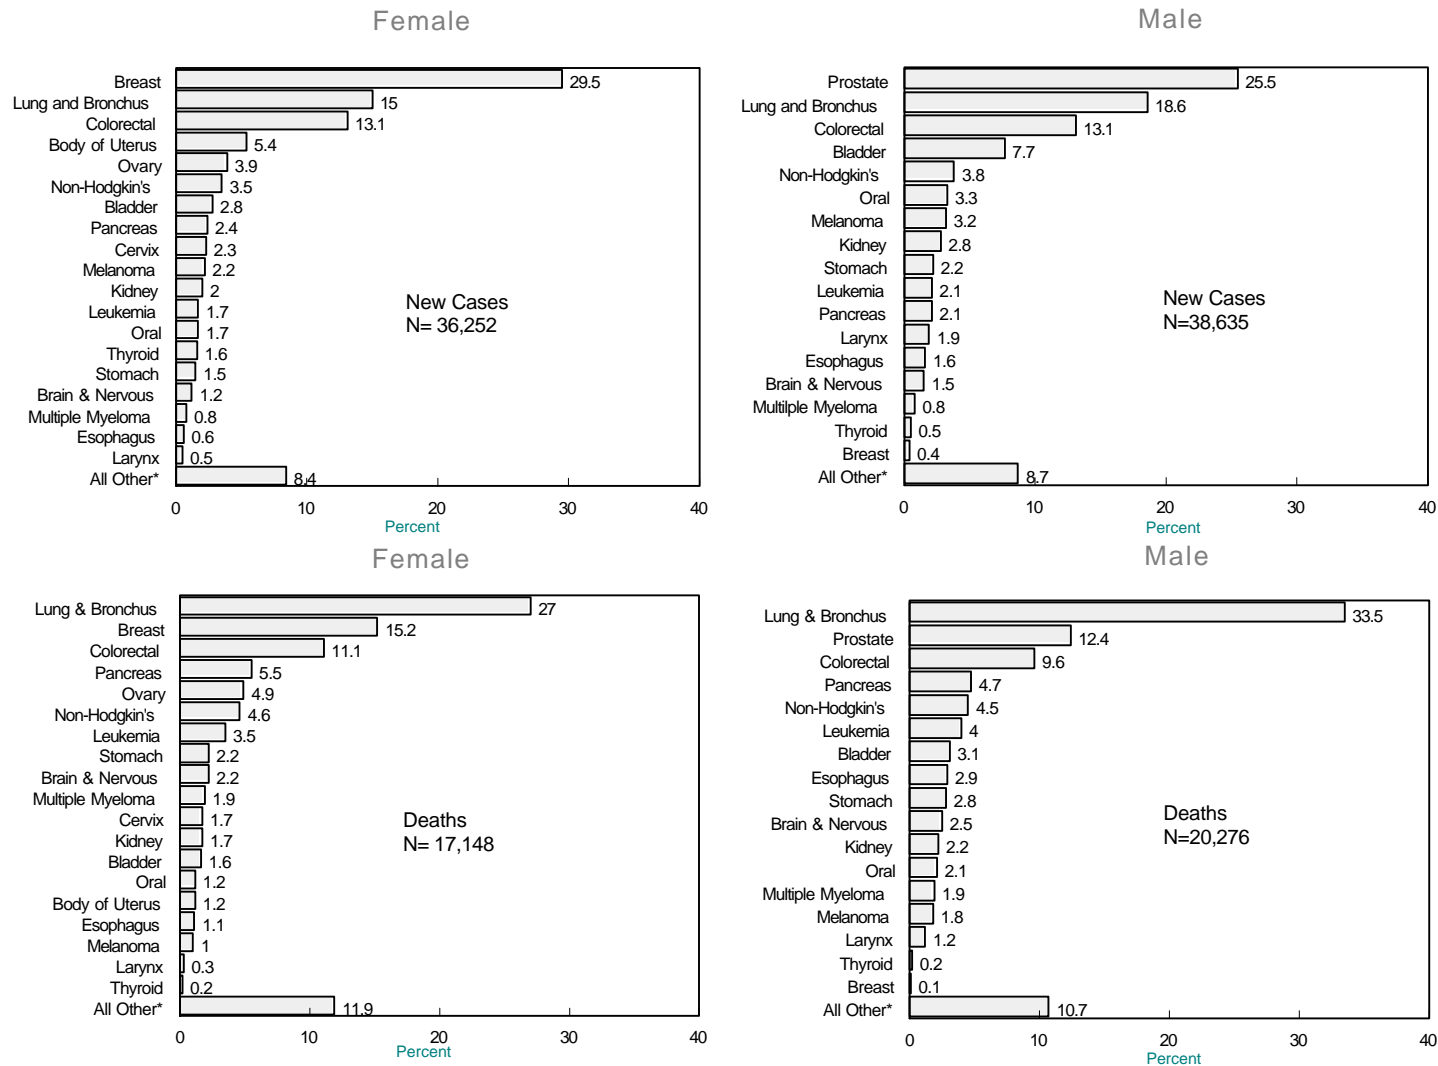 Female
Breast 29.5
Lung and Bronchus 15
Colorectal 13.1
Body of Uterus 5.4
Ovary 3.9
Non-Hodgkin's 3.5
Bladder 2.8
Pancreas 2.4
Cervix 2.3
Melanoma 2.2
Kidney 2
Leukemia 1.7
Oral 1.7
Thyroid 1.6
Stomach 1.5
Brain & Nervous 1.2
Multiple Myeloma 0.8
Esophagus 0.6
Larynx 0.5
All Other* 8.4
New Cases
N= 36,252
0 10 20 30 40
Percent
Male
Prostate 25.5
Lung and Bronchus 18.6
Colorectal 13.1
Bladder 7.7
Non-Hodgkin's 3.8
Oral 3.3
Melanoma 3.2
Kidney 2.8
Stomach 2.2
Leukemia 2.1
Pancreas 2.1
Larynx 1.9
Esophagus 1.6
Brain & Nervous 1.5
Multilple Myeloma 0.8
Thyroid 0.5
Breast 0.4
All Other* 8.7
New Cases
N=38,635
0 10 20 30 40
Percent
Female
Lung & Bronchus 27
Breast 15.2
Colorectal 11.1
Pancreas 5.5
Ovary 4.9
Non-Hodgkin's 4.6
Leukemia 3.5
Stomach 2.2
Brain & Nervous 2.2
Multiple Myeloma 1.9
Cervix 1.7
Kidney 1.7
Bladder 1.6
Oral 1.2
Body of Uterus 1.2
Esophagus 1.1
Melanoma 1
Larynx 0.3
Thyroid 0.2
All Other* 11.9
Deaths
N= 17,148
0 10 20 30 40
Percent
Male
Lung & Bronchus 33.5
Prostate 12.4
Colorectal 9.6
Pancreas 4.7
Non-Hodgkin's 4.5
Leukemia 4
Bladder 3.1
Esophagus 2.9
Stomach 2.8
Brain & Nervous 2.5
Kidney 2.2
Oral 2.1
Multiple Myeloma 1.9
Melanoma 1.8
Larynx 1.2
Thyroid 0.2
Breast 0.1
All Other* 10.7
Deaths
N=20,276
0 10 20 30 40
Percent